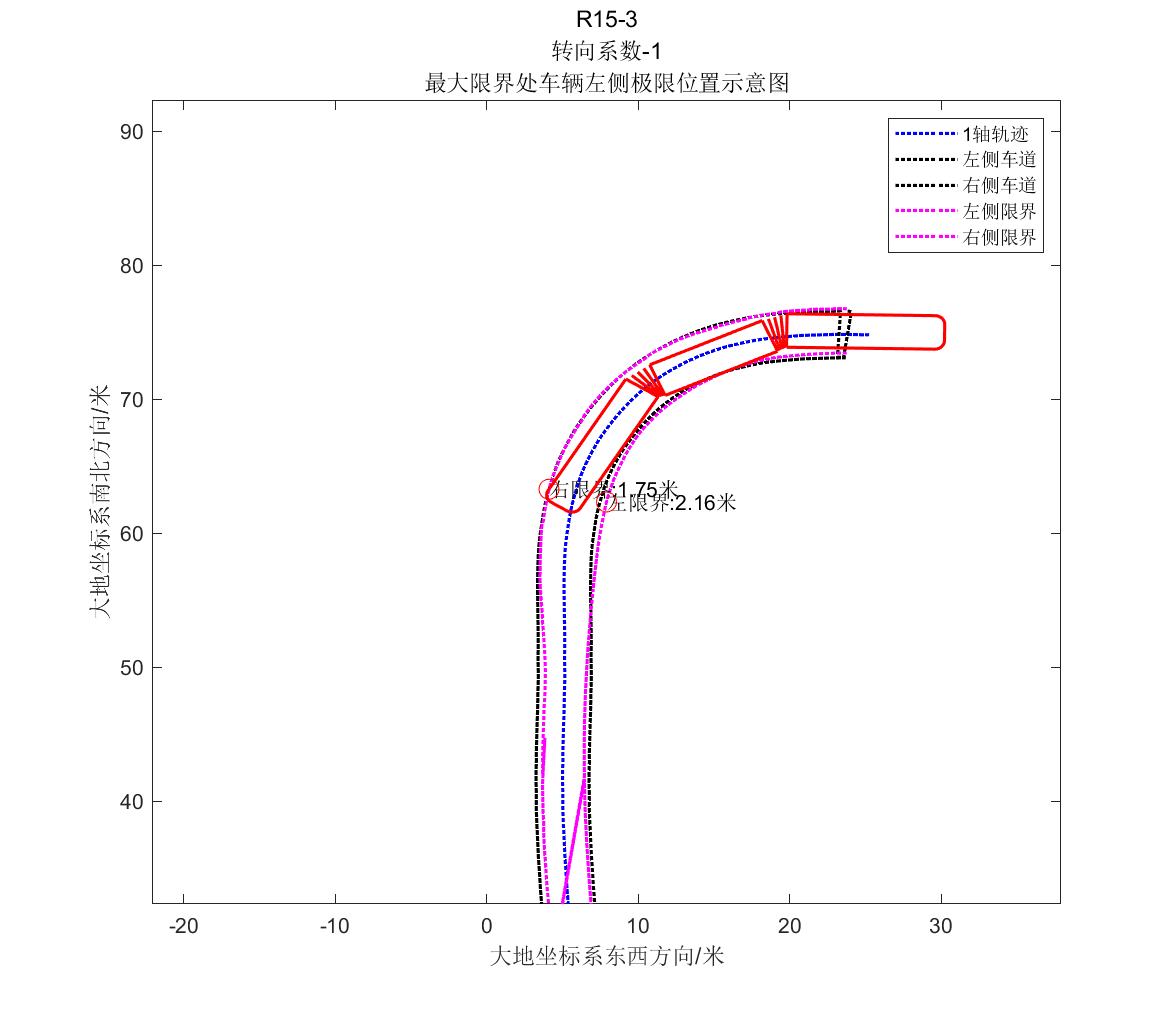 R15-3
转向系数-1
最大限界处车辆左侧极限位置示意图
90
80
70
60
50
40
-20
-10
0
10
20
30
大地坐标系南北方向/米
大地坐标系东西方向/米
1轴轨迹
左侧车道
右侧车道
左侧限界
右侧限界
右限界:1.75米
左限界:2.16米